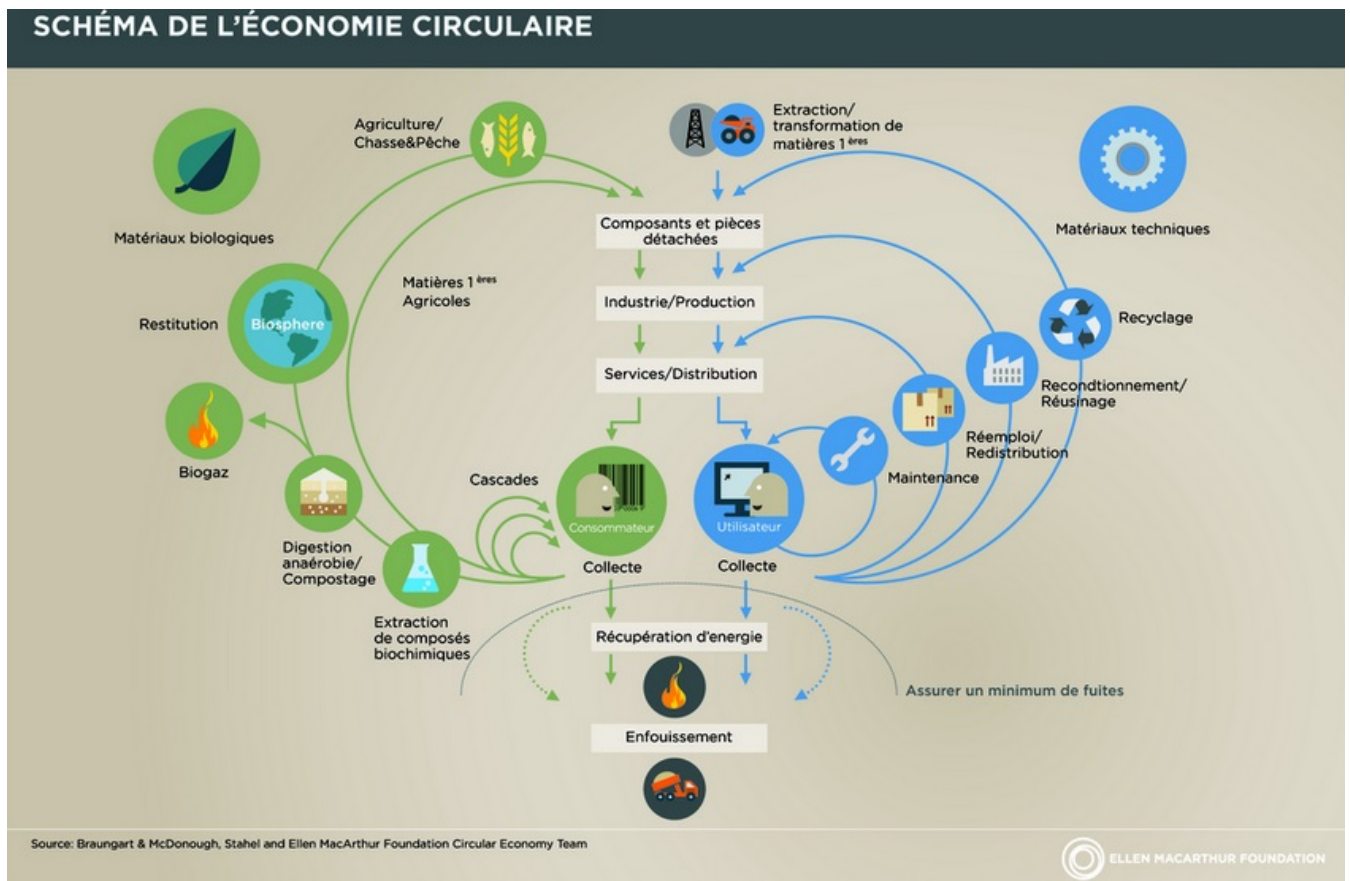 SCHÉMA DE L'ÉCONOMIE CIRCULAIRE
Agriculture/
Chasse&Pêche
Extraction/
transformation de
matières 1ères
Matériaux biologiques
Matériaux techniques
Composants et pièces
détachées
Matières 1ères
Agricoles
Industrie/Production
Restitution
Biosphere
Recyclage
Services/Distribution
Recondtionnement/
Réusinage
Biogaz
Réemploi/
Redistribution
Cascades
Maintenance
Consommateur
Utilisateur
Digestion
anaérobie/
Compostage
Collecte
Collecte
Extraction
de composés
biochimiques
Récupération d'energie
Assurer un minimum de fuites
Enfouissement
Source: Braungart & McDonough, Stahel and Ellen MacArthur Foundation Circular Economy Team
ELLEN MACARTHUR FOUNDATION